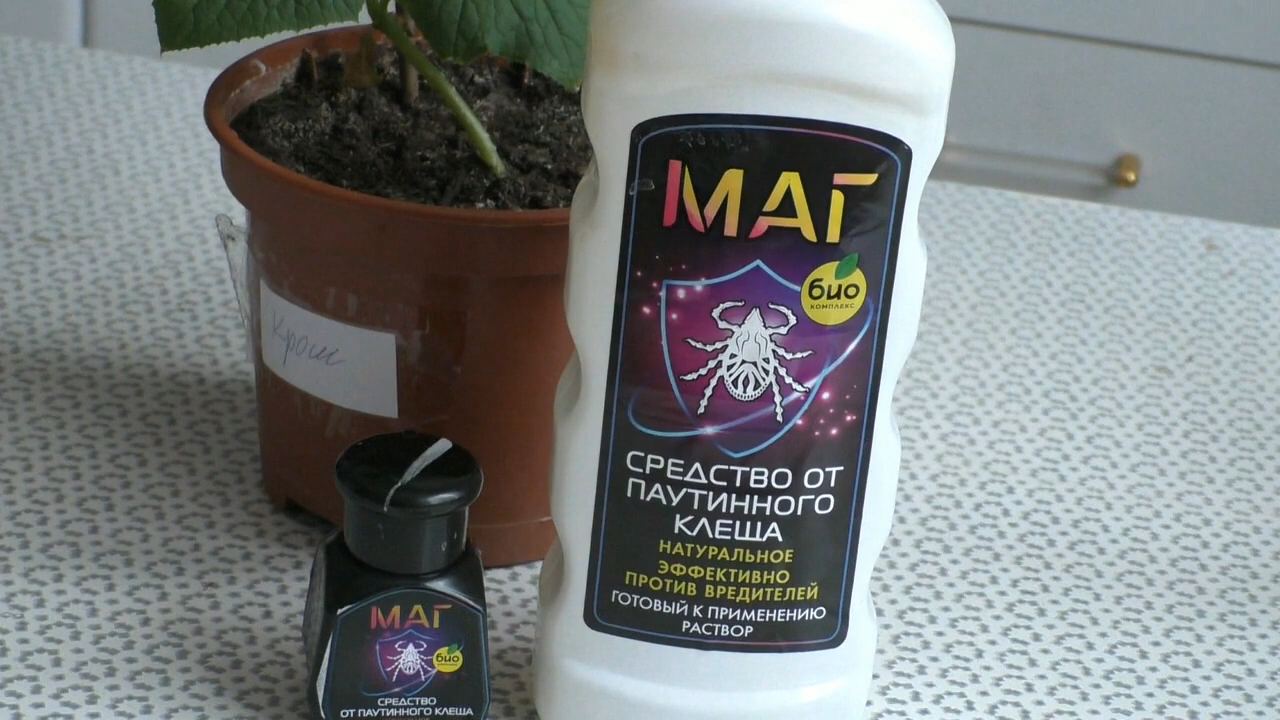 МАГ
био
КОМПЛЕКС
СРЕДСТВО ОТ
ПАУТИННОГО
КЛЕЩА
НАТУРАЛЬНОЕ
ЭФФЕКТИВНО
ПРОТИВ ВРЕДИТЕЛЕЙ
ГОТОВЫЙ К ПРИМЕНЕНИЮ
РАСТВОР
Крош
МАГ
био
СРЕДСТВО
ОТ ПАУТИННОГО КЛЕЩА